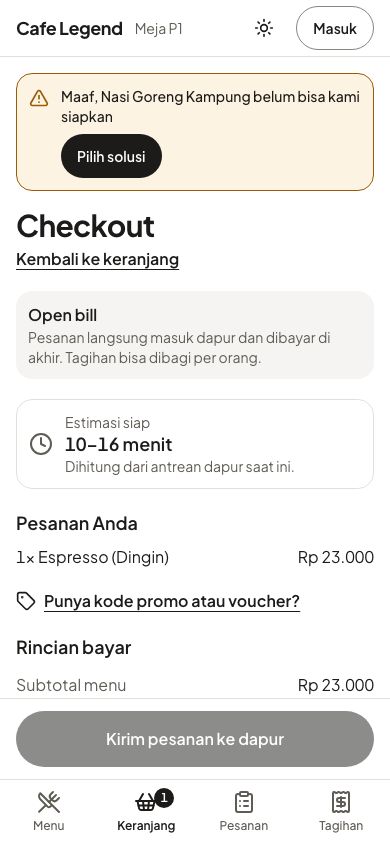 Cafe Legend
Meja P1
Masuk
Maaf, Nasi Goreng Kampung belum bisa kami
siapkan
Pilih solusi
Checkout
Kembali ke keranjang
Open bill
Pesanan langsung masuk dapur dan dibayar di
akhir. Tagihan bisa dibagi per orang.
Estimasi siap
10–16 menit
Dihitung dari antrean dapur saat ini.
Pesanan Anda
1× Espresso (Dingin) Rp 23.000
Punya kode promo atau voucher?
Rincian bayar
Subtotal menu Rp 23.000
Kirim pesanan ke dapur
1
Menu Keranjang Pesanan Tagihan